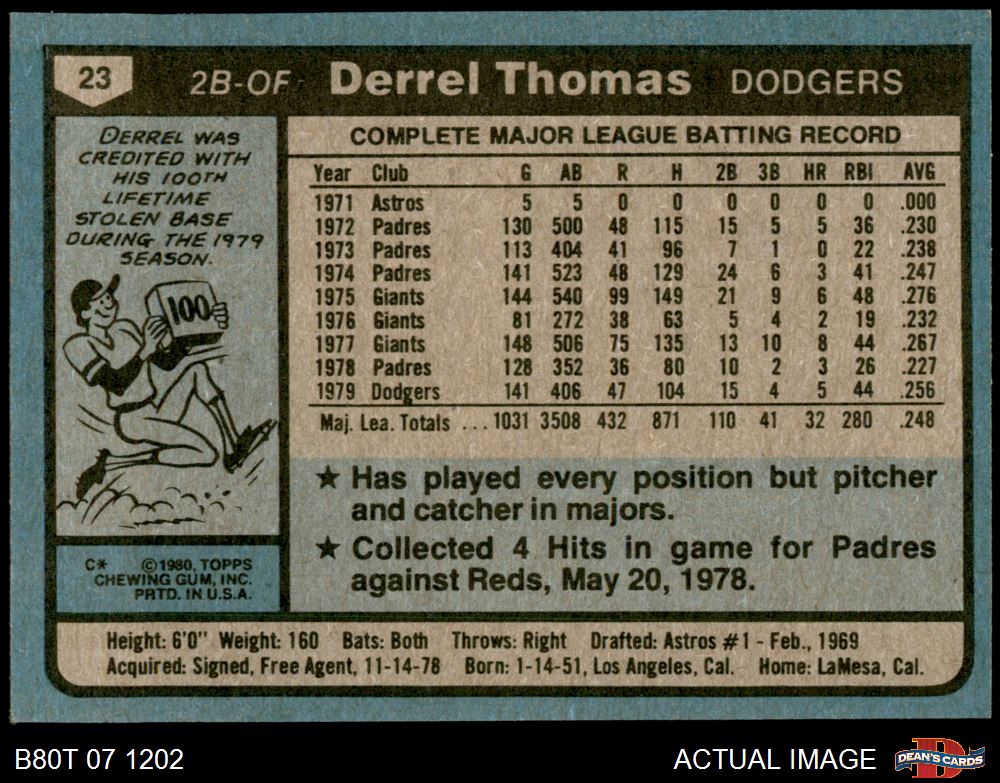 23 2B-OF Derrel Thomas DODGERS
DERREL WAS
CREDITED WITH
HIS 100TH
LIFETIME
STOLEN BASE
DURING THE 1979
SEASON.
100
C* ©1980, TOPPS
CHEWING GUM, INC.
PRTD. IN U.S.A.
COMPLETE MAJOR LEAGUE BATTING RECORD
Year Club G AB R H 2B 3B HR RBI AVG
1971 Astros 5 5 0 0 0 0 0 0 .000
1972 Padres 130 500 48 115 15 5 5 36 .230
1973 Padres 113 404 41 96 7 1 0 22 .238
1974 Padres 141 523 48 129 24 6 3 41 .247
1975 Giants 144 540 99 149 21 9 6 48 .276
1976 Giants 81 272 38 63 5 4 2 19 .232
1977 Giants 148 506 75 135 13 10 8 44 .267
1978 Padres 128 352 36 80 10 2 3 26 .227
1979 Dodgers 141 406 47 104 15 4 5 44 .256
Maj. Lea. Totals ... 1031 3508 432 871 110 41 32 280 .248
★ Has played every position but pitcher
and catcher in majors.
★ Collected 4 Hits in game for Padres
against Reds, May 20, 1978.
Height: 6'0" Weight: 160 Bats: Both Throws: Right Drafted: Astros #1 - Feb., 1969
Acquired: Signed, Free Agent, 11-14-78 Born: 1-14-51, Los Angeles, Cal. Home: LaMesa, Cal.
B80T 07 1202 ACTUAL IMAGE D DEAN'S CARDS